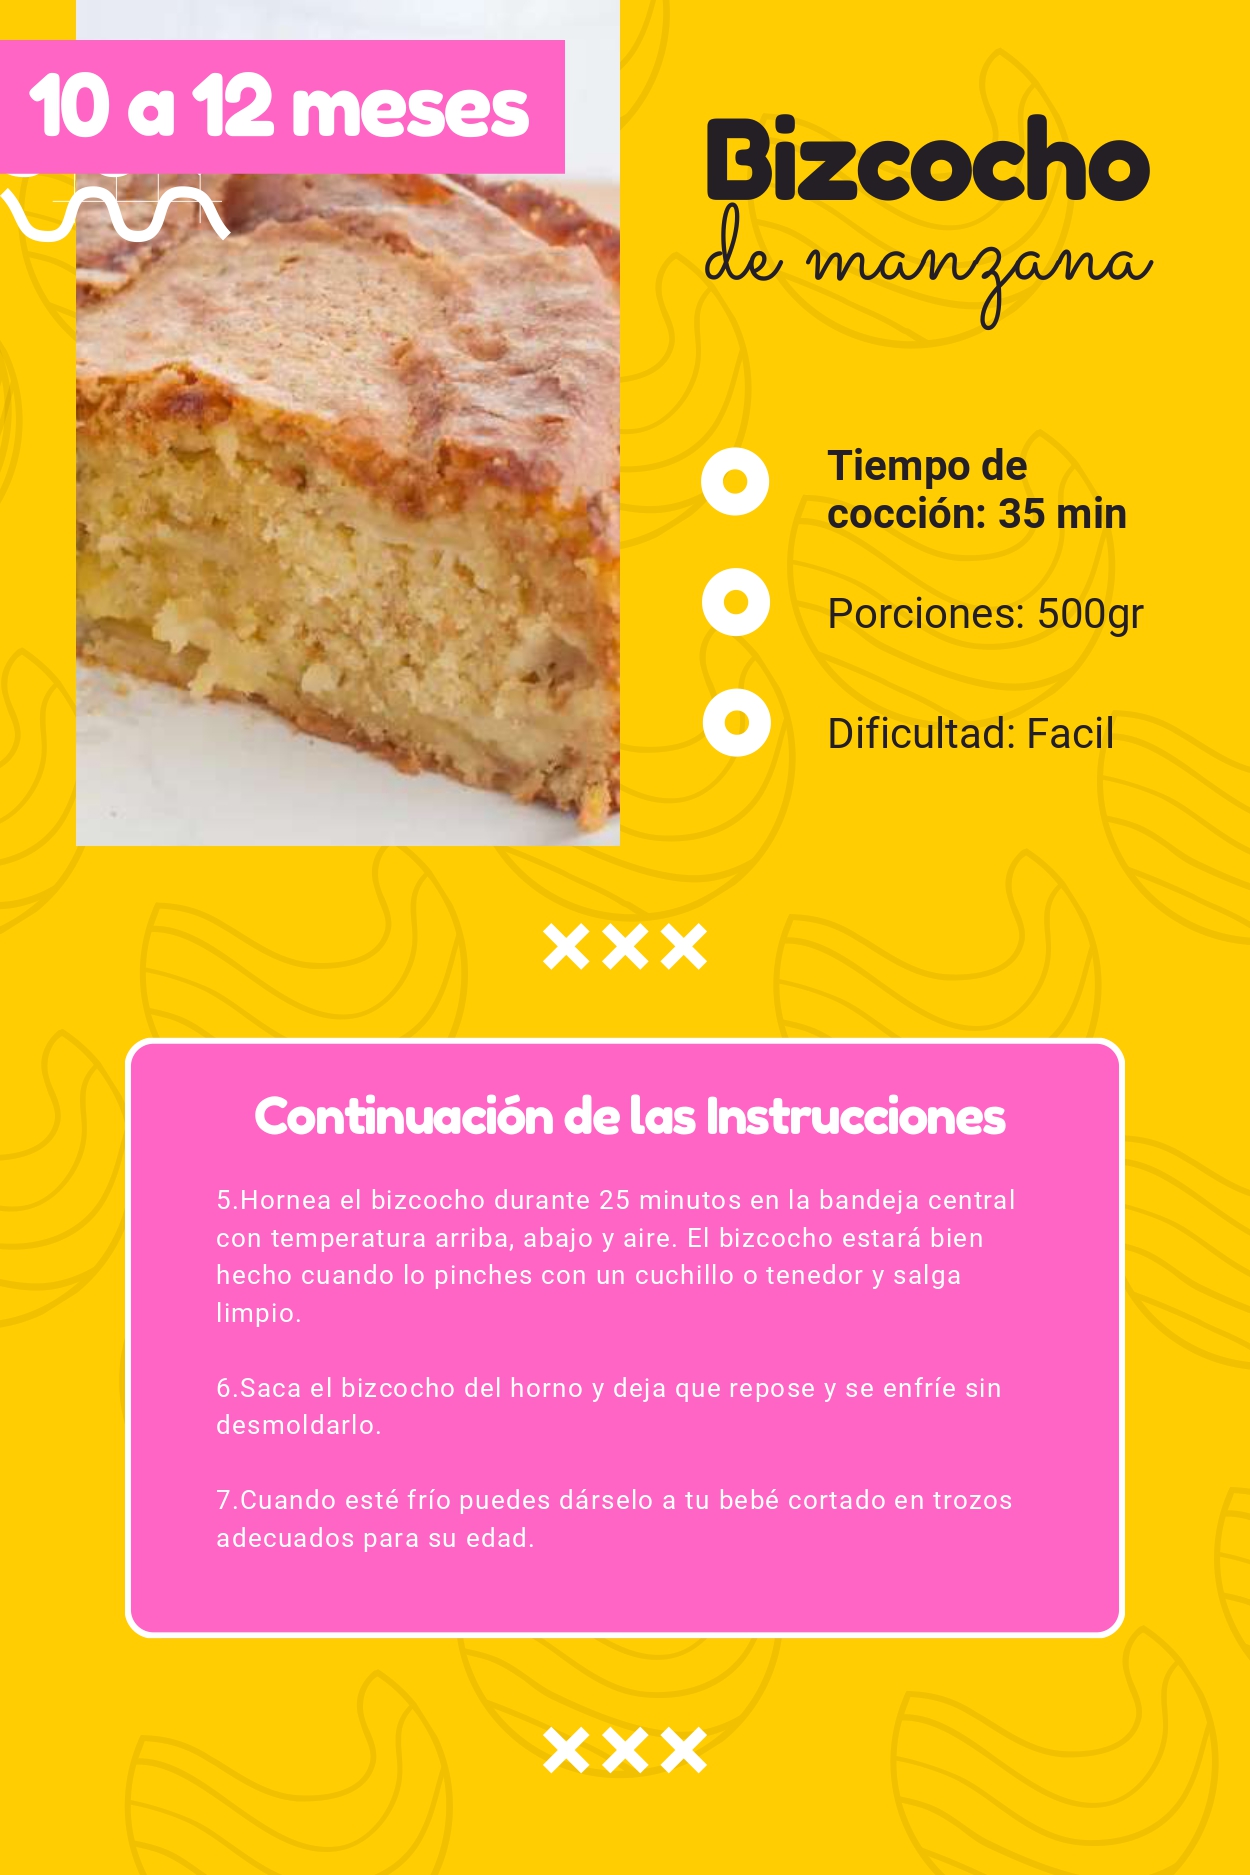 10 a 12 meses
Bizcocho
de manzana
Tiempo de
cocción: 35 min
Porciones: 500gr
Dificultad: Facil
Continuación de las Instrucciones
5.Hornea el bizcocho durante 25 minutos en la bandeja central
con temperatura arriba, abajo y aire. El bizcocho estará bien
hecho cuando lo pinches con un cuchillo o tenedor y salga
limpio.
6.Saca el bizcocho del horno y deja que repose y se enfríe sin
desmoldarlo.
7.Cuando esté frío puedes dárselo a tu bebé cortado en trozos
adecuados para su edad.